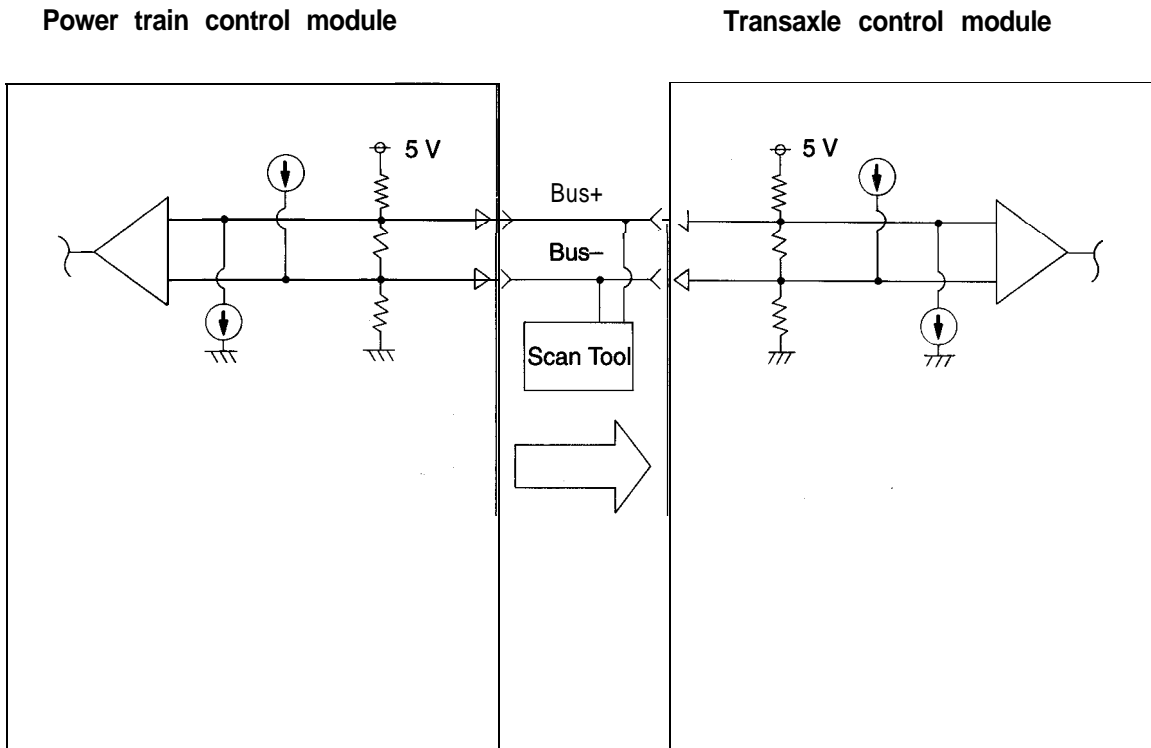 Power train control module
Transaxle control module
5 V
5 V
Bus+
Bus–
Scan Tool